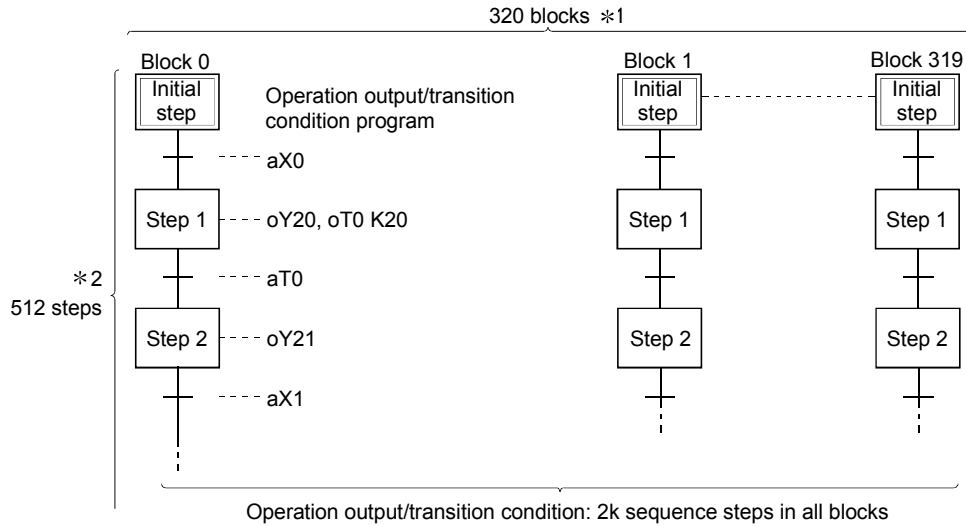 320 blocks *1
Block 0
Block 1
Block 319
Initial
step
Operation output/transition
condition program
Initial
step
Initial
step
aX0
Step 1
oY20, oT0 K20
Step 1
Step 1
*2
512 steps
aT0
Step 2
oY21
Step 2
Step 2
aX1
Operation output/transition condition: 2k sequence steps in all blocks